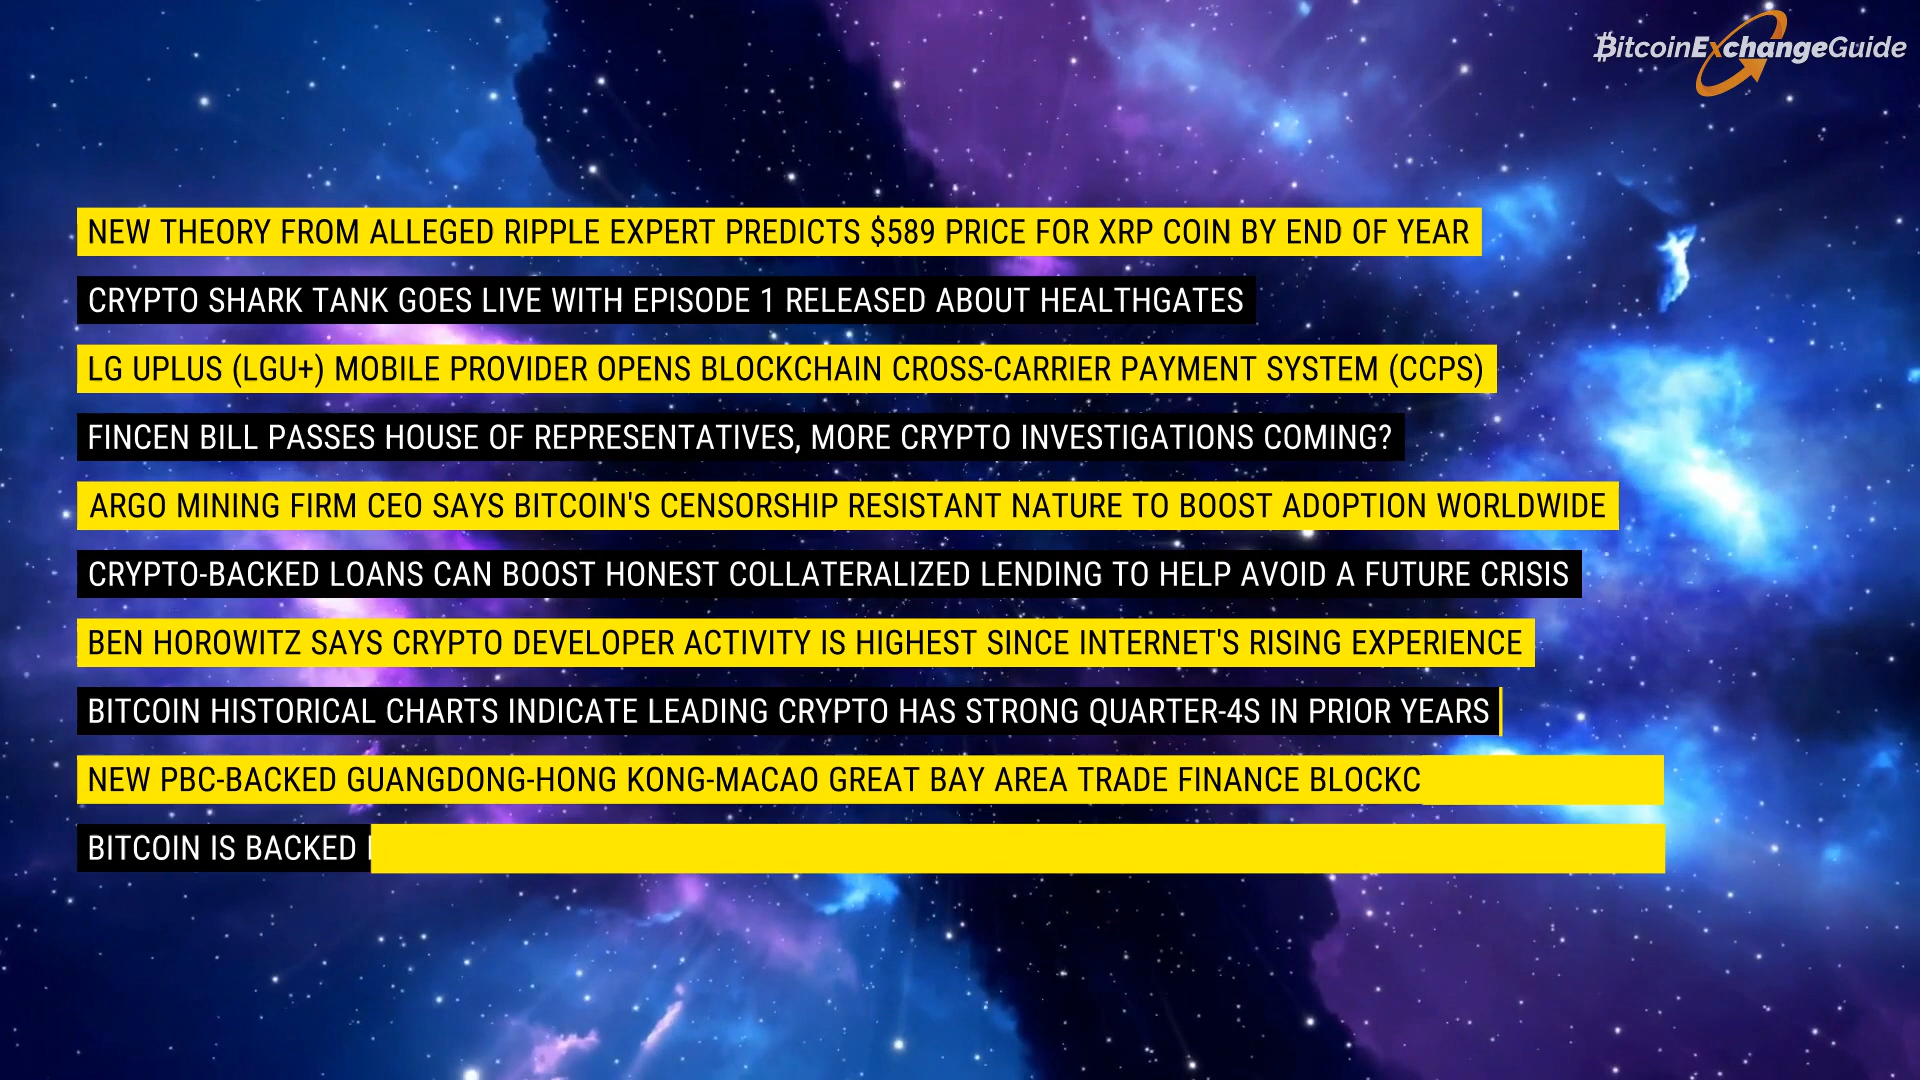 BitcoinExchangeGuide
NEW THEORY FROM ALLEGED RIPPLE EXPERT PREDICTS $589 PRICE FOR XRP COIN BY END OF YEAR
CRYPTO SHARK TANK GOES LIVE WITH EPISODE 1 RELEASED ABOUT HEALTHGATES
LG UPLUS (LGU+) MOBILE PROVIDER OPENS BLOCKCHAIN CROSS-CARRIER PAYMENT SYSTEM (CCPS)
FINCEN BILL PASSES HOUSE OF REPRESENTATIVES, MORE CRYPTO INVESTIGATIONS COMING?
ARGO MINING FIRM CEO SAYS BITCOIN'S CENSORSHIP RESISTANT NATURE TO BOOST ADOPTION WORLDWIDE
CRYPTO-BACKED LOANS CAN BOOST HONEST COLLATERALIZED LENDING TO HELP AVOID A FUTURE CRISIS
BEN HOROWITZ SAYS CRYPTO DEVELOPER ACTIVITY IS HIGHEST SINCE INTERNET'S RISING EXPERIENCE
BITCOIN HISTORICAL CHARTS INDICATE LEADING CRYPTO HAS STRONG QUARTER-4S IN PRIOR YEARS
NEW PBC-BACKED GUANGDONG-HONG KONG-MACAO GREAT BAY AREA TRADE FINANCE BLOCKC
BITCOIN IS BACKED